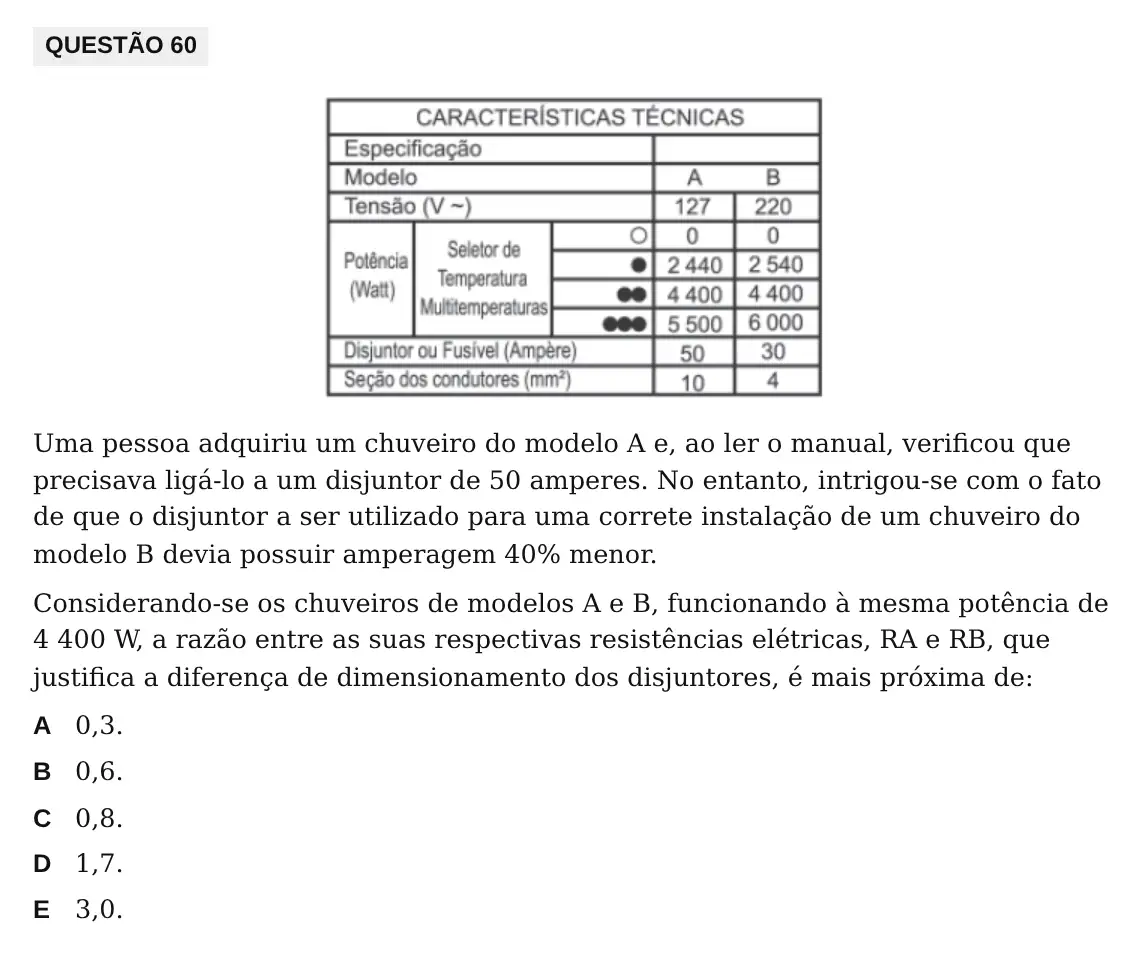 QUESTÃO 60
CARACTERÍSTICAS TÉCNICAS
Especificação
Modelo A B
Tensão (V ~) 127 220
Potência (Watt) Seletor de Temperatura Multitemperaturas
○ 0 0
● 2 440 2 540
●● 4 400 4 400
●●● 5 500 6 000
Disjuntor ou Fusível (Ampère) 50 30
Seção dos condutores (mm²) 10 4
Uma pessoa adquiriu um chuveiro do modelo A e, ao ler o manual, verificou que
precisava ligá-lo a um disjuntor de 50 amperes. No entanto, intrigou-se com o fato
de que o disjuntor a ser utilizado para uma correte instalação de um chuveiro do
modelo B devia possuir amperagem 40% menor.
Considerando-se os chuveiros de modelos A e B, funcionando à mesma potência de
4 400 W, a razão entre as suas respectivas resistências elétricas, RA e RB, que
justifica a diferença de dimensionamento dos disjuntores, é mais próxima de:
A 0,3.
B 0,6.
C 0,8.
D 1,7.
E 3,0.